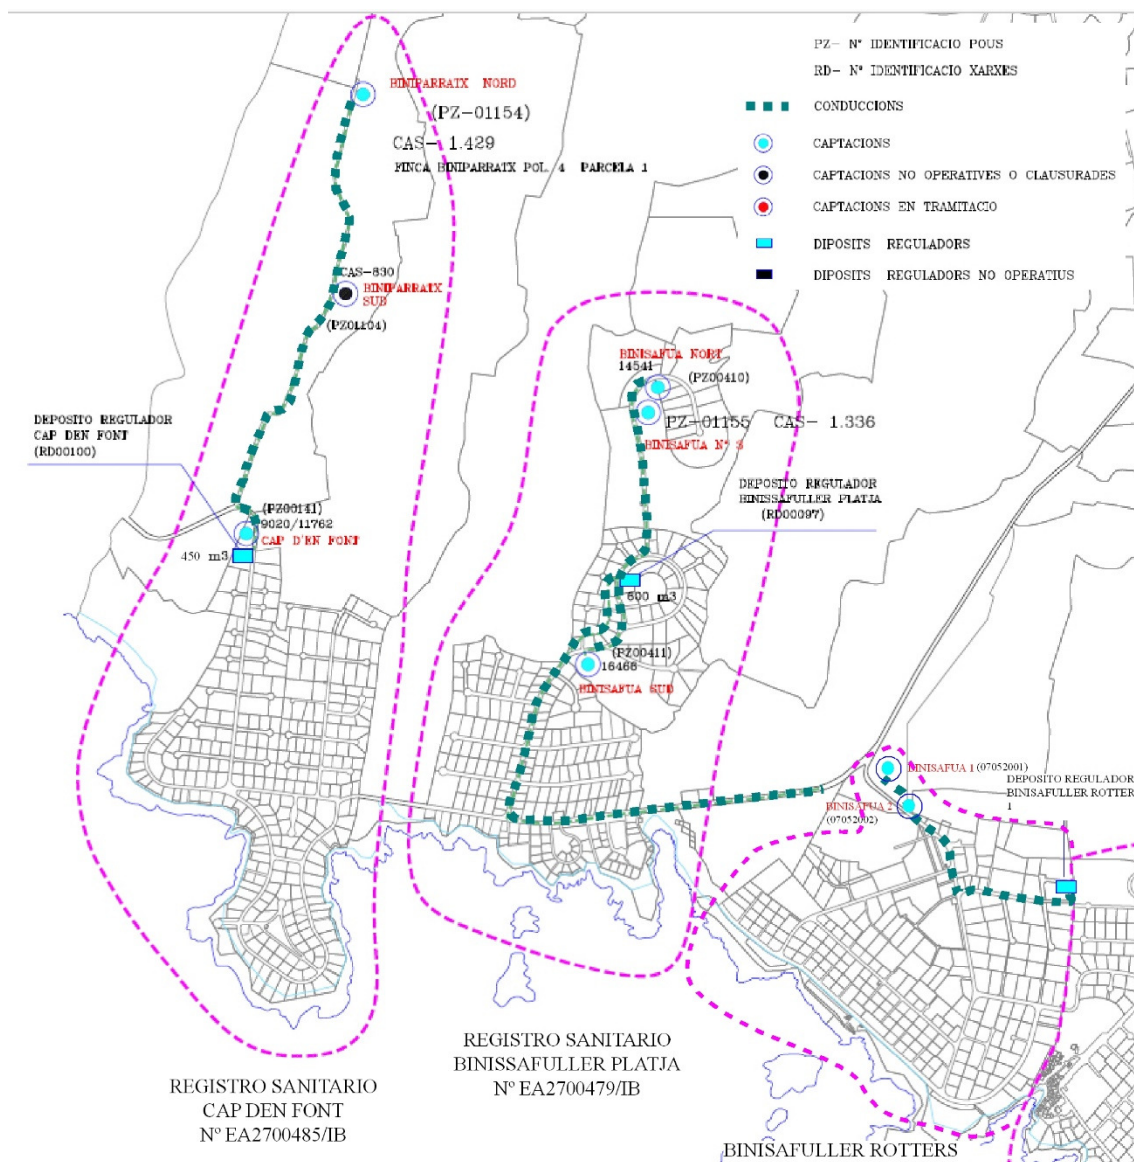 PZ- Nº IDENTIFICACIO POUS
RD- Nº IDENTIFICACIO XARXES
CONDUCCIONS
CAPTACIONS
CAPTACIONS NO OPERATIVES O CLAUSURADES
CAPTACIONS EN TRAMITACIO
DIPOSITS REGULADORS
DIPOSITS REGULADORS NO OPERATIUS
BINIPARRATX NORD
(PZ-01154)
CAS- 1.429
FINCA BINIPARRATX POL. 4 PARCELA 1
CAS-830
BINIPARRATX
SUD
(PZ01104)
DEPOSITO REGULADOR
CAP DEN FONT
(RD00100)
(PZ00141)
9020/11762
CAP D'EN FONT
450 m3
BINISAFUA NORT
14541
(PZ00410)
PZ-01155 CAS- 1.336
BINISAFUA Nº 3
DEPOSITO REGULADOR
BINISSAFULLER PLATJA
(RD00097)
600 m3
(PZ00411)
16466
BINISAFUA SUD
BINISAFUA 1 (07052001)
BINISAFUA 2
(07052002)
DEPOSITO REGULADOR
BINISAFULLER ROTTERS
1
REGISTRO SANITARIO
CAP DEN FONT
Nº EA2700485/IB
REGISTRO SANITARIO
BINISSAFULLER PLATJA
Nº EA2700479/IB
BINISAFULLER ROTTERS